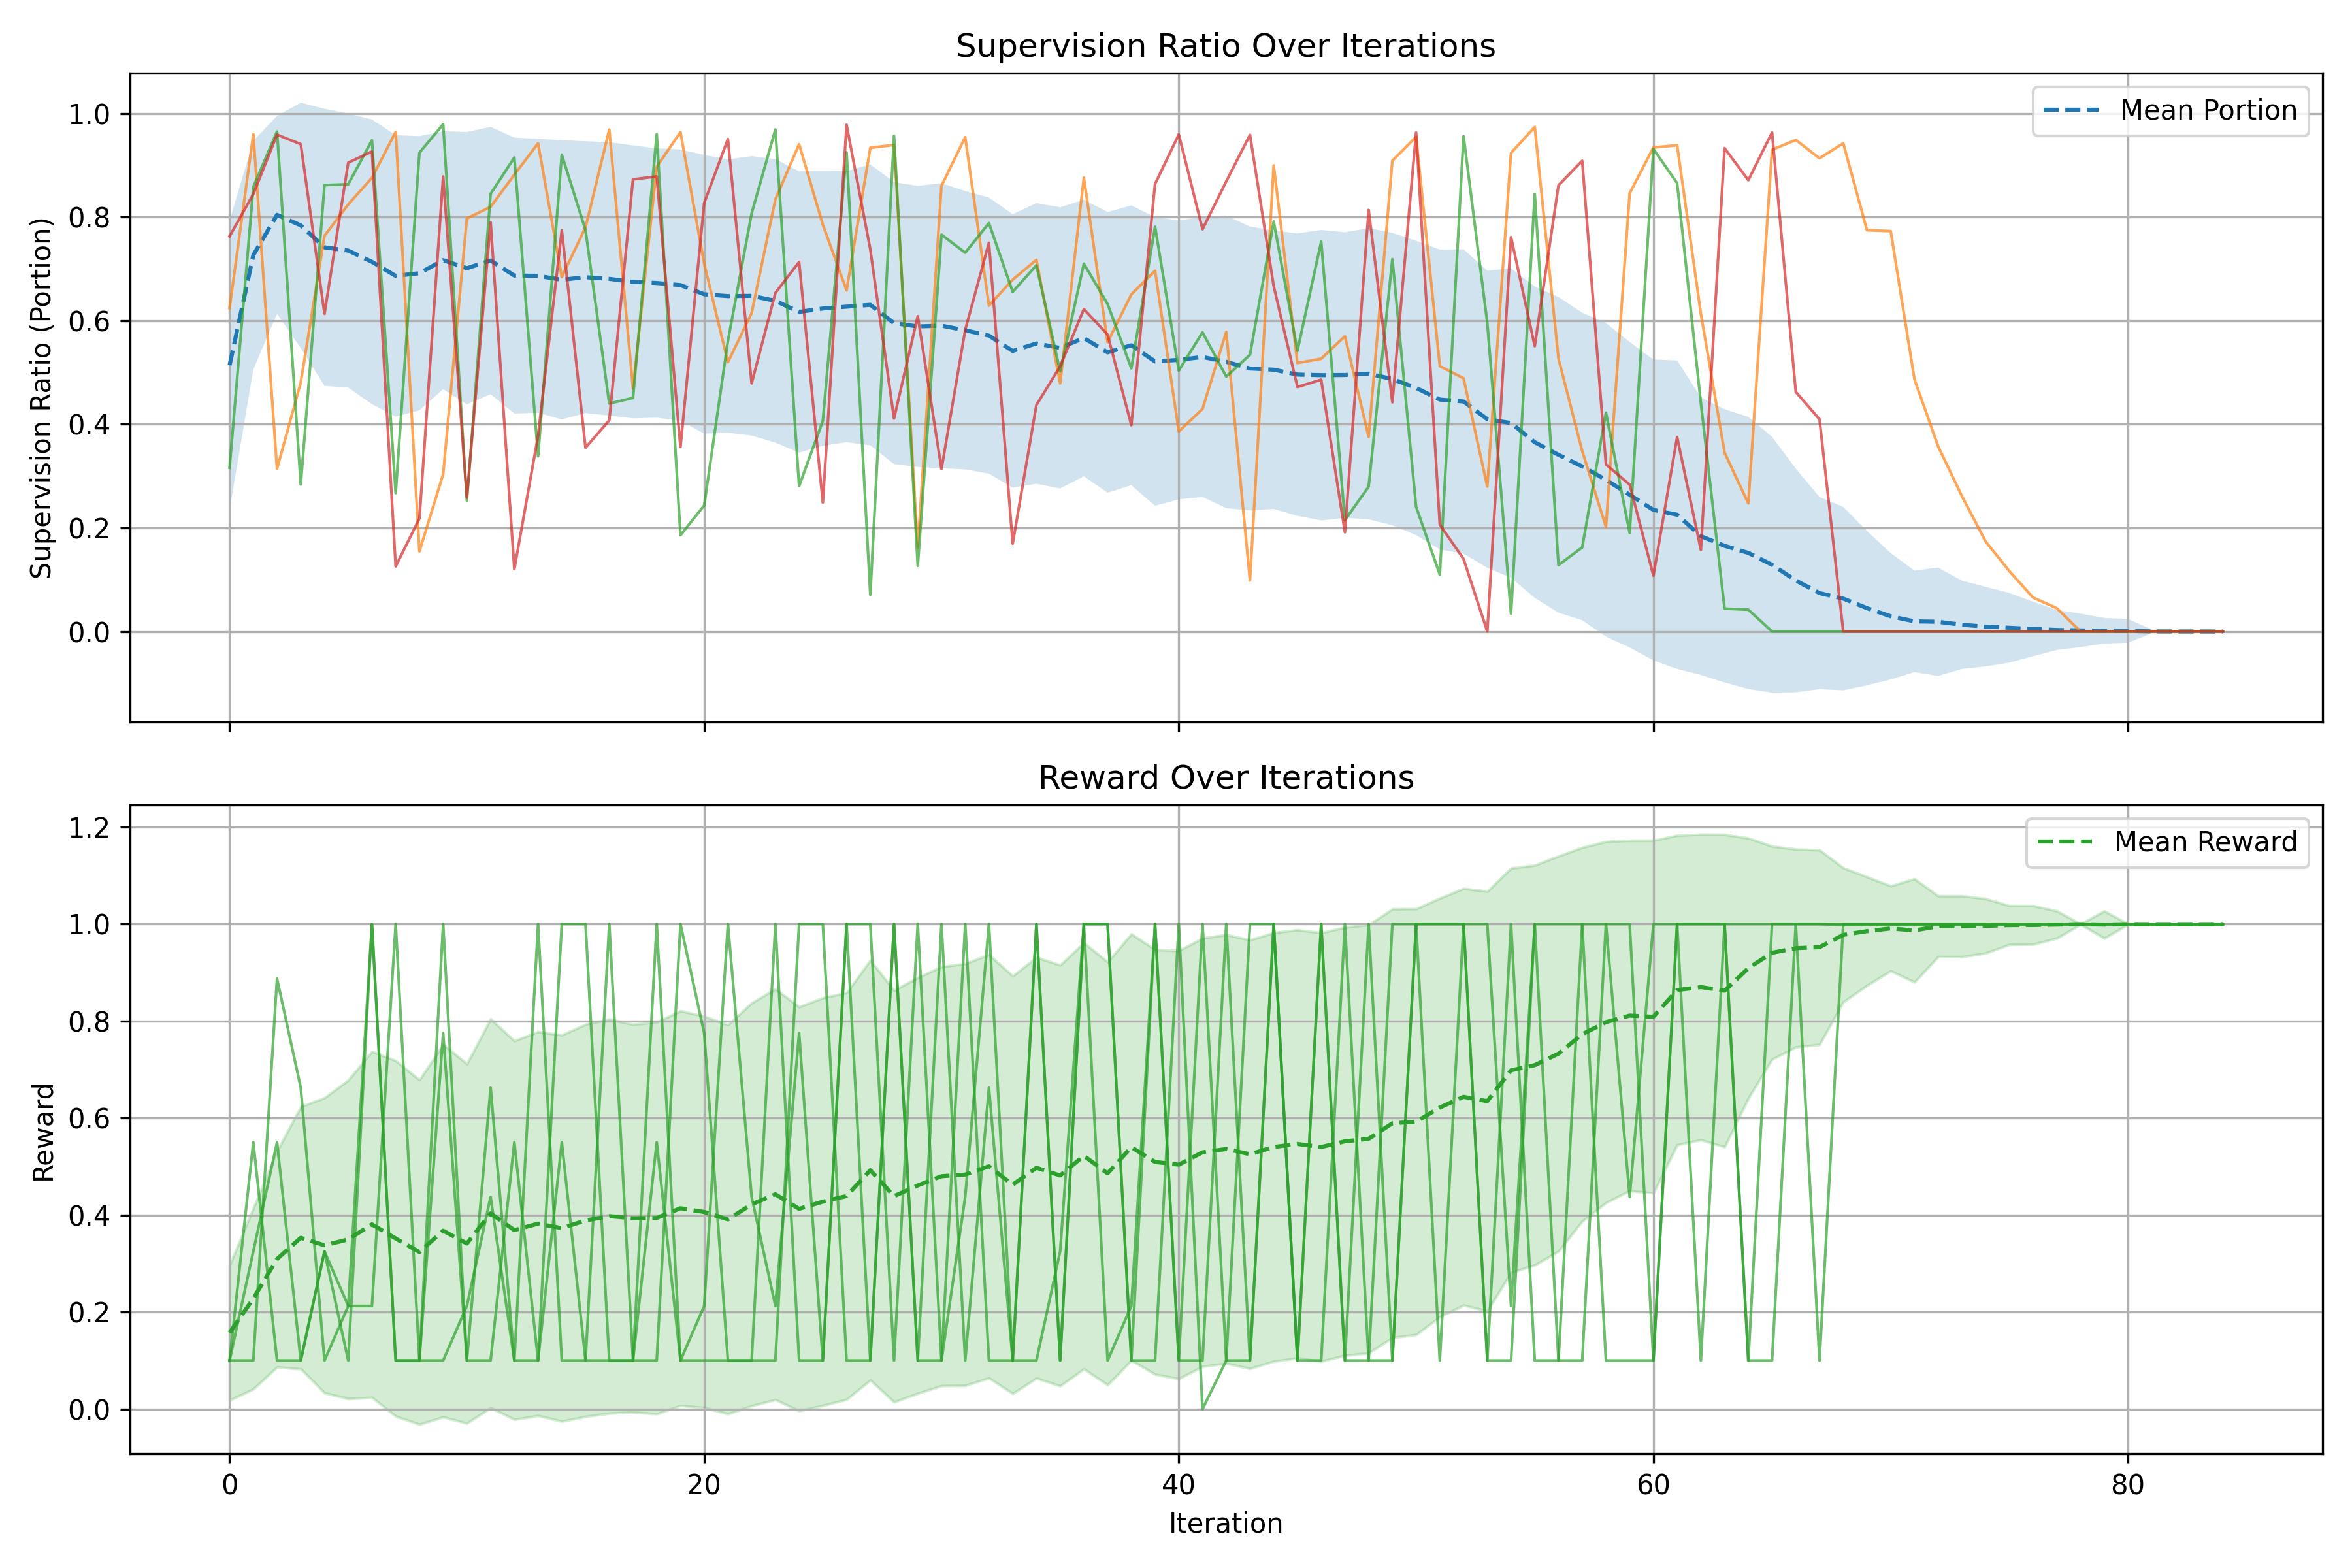 Supervision Ratio Over Iterations
Mean Portion
Supervision Ratio (Portion)
1.0
0.8
0.6
0.4
0.2
0.0
Reward Over Iterations
Mean Reward
Reward
1.2
1.0
0.8
0.6
0.4
0.2
0.0
0 20 40 60 80
Iteration